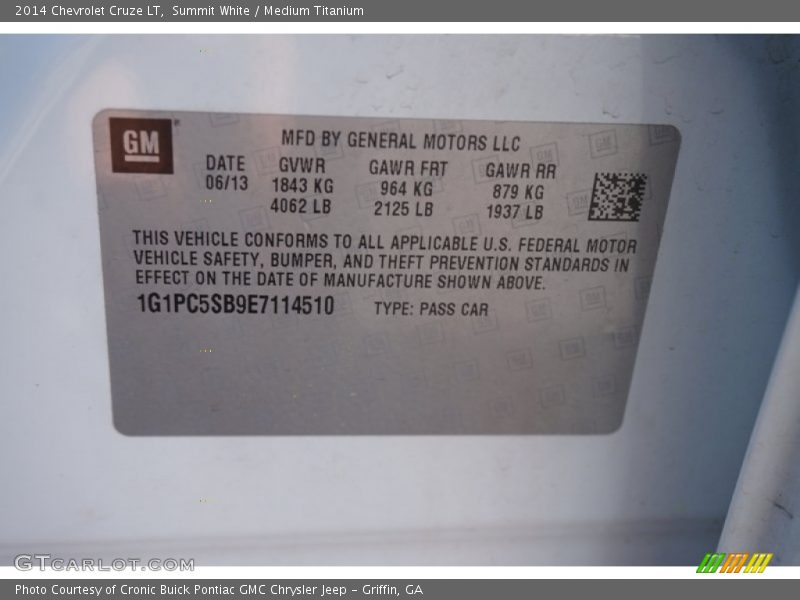 2014 Chevrolet Cruze LT, Summit White / Medium Titanium
GM
MFD BY GENERAL MOTORS LLC
DATE GVWR GAWR FRT GAWR RR
06/13 1843 KG 964 KG 879 KG
4062 LB 2125 LB 1937 LB
THIS VEHICLE CONFORMS TO ALL APPLICABLE U.S. FEDERAL MOTOR
VEHICLE SAFETY, BUMPER, AND THEFT PREVENTION STANDARDS IN
EFFECT ON THE DATE OF MANUFACTURE SHOWN ABOVE.
1G1PC5SB9E7114510 TYPE: PASS CAR
GTCARLOT.COM
Photo Courtesy of Cronic Buick Pontiac GMC Chrysler Jeep - Griffin, GA